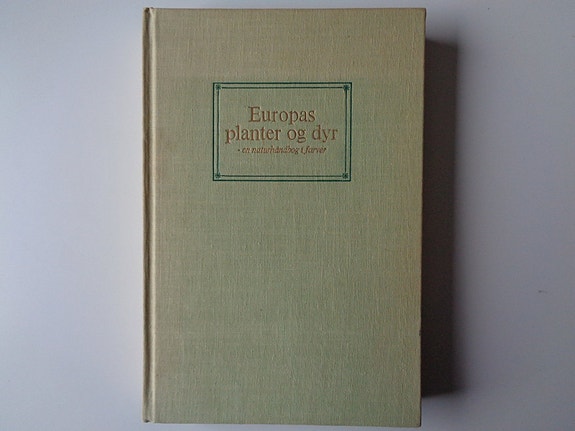 Europas
planter og dyr
- en naturhåndbog i farver